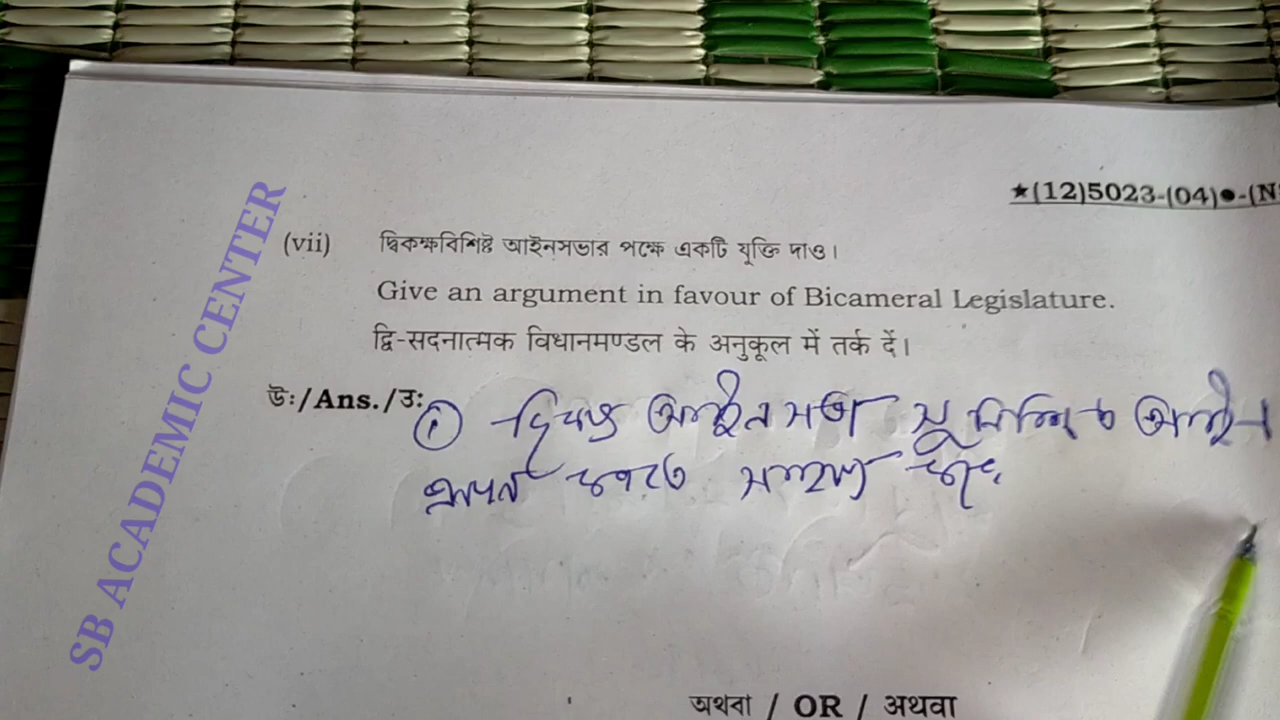 ★(12)5023-(04)●-(N
(vii) দ্বিকক্ষবিশিষ্ট আইনসভার পক্ষে একটি যুক্তি দাও।
Give an argument in favour of Bicameral Legislature.
द्वि-सदनात्मक विधानमण्डल के अनुकूल में तर्क दें।
উঃ/Ans./उ: ① দ্বিকক্ষ আইনসভা সুচিন্তিত আইন
প্রণয়ন করতে সাহায্য করে।
SB ACADEMIC CENTER
অথবা / OR / अथवा